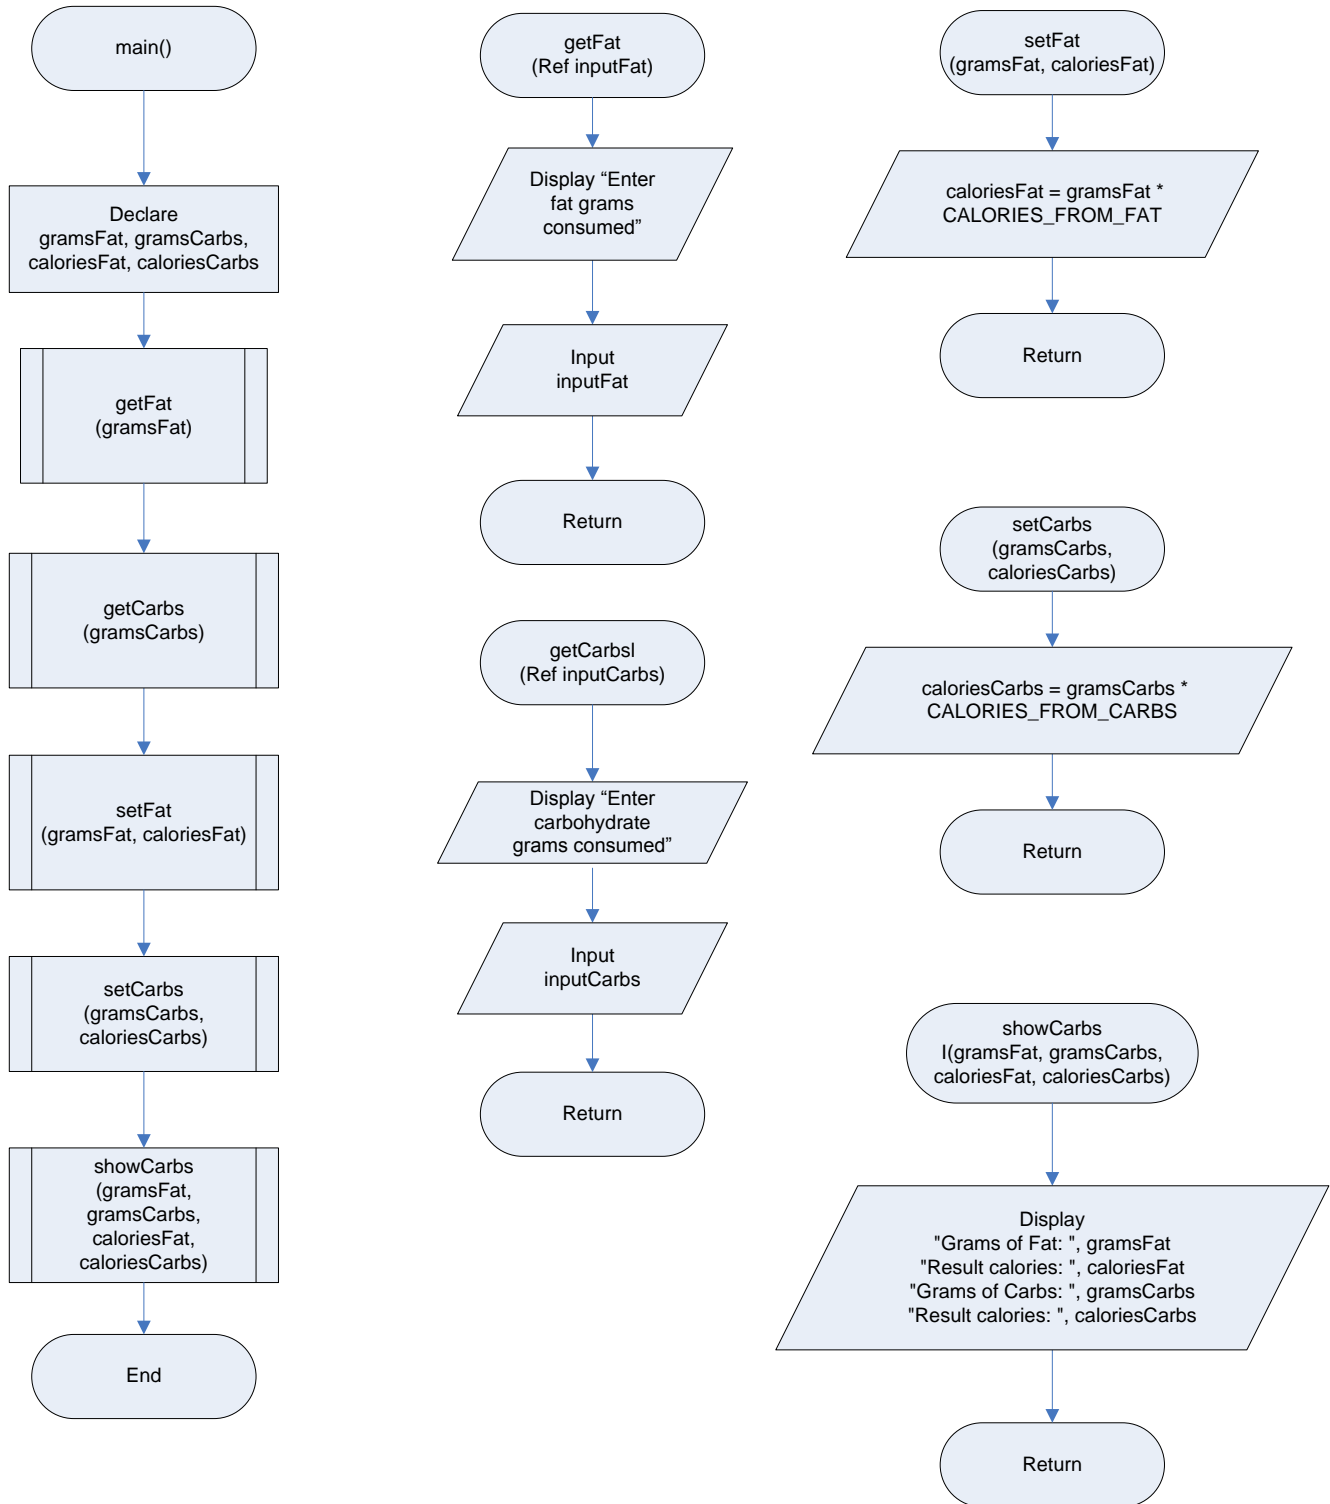 main()
Declare
gramsFat, gramsCarbs,
caloriesFat, caloriesCarbs
getFat
(gramsFat)
getCarbs
(gramsCarbs)
setFat
(gramsFat, caloriesFat)
setCarbs
(gramsCarbs,
caloriesCarbs)
showCarbs
(gramsFat,
gramsCarbs,
caloriesFat,
caloriesCarbs)
End
getFat
(Ref inputFat)
Display “Enter
fat grams
consumed”
Input
inputFat
Return
getCarbsl
(Ref inputCarbs)
Display “Enter
carbohydrate
grams consumed”
Input
inputCarbs
Return
setFat
(gramsFat, caloriesFat)
caloriesFat = gramsFat *
CALORIES_FROM_FAT
Return
setCarbs
(gramsCarbs,
caloriesCarbs)
caloriesCarbs = gramsCarbs *
CALORIES_FROM_CARBS
Return
showCarbs
l(gramsFat, gramsCarbs,
caloriesFat, caloriesCarbs)
Display
"Grams of Fat: ", gramsFat
"Result calories: ", caloriesFat
"Grams of Carbs: ", gramsCarbs
"Result calories: ", caloriesCarbs
Return